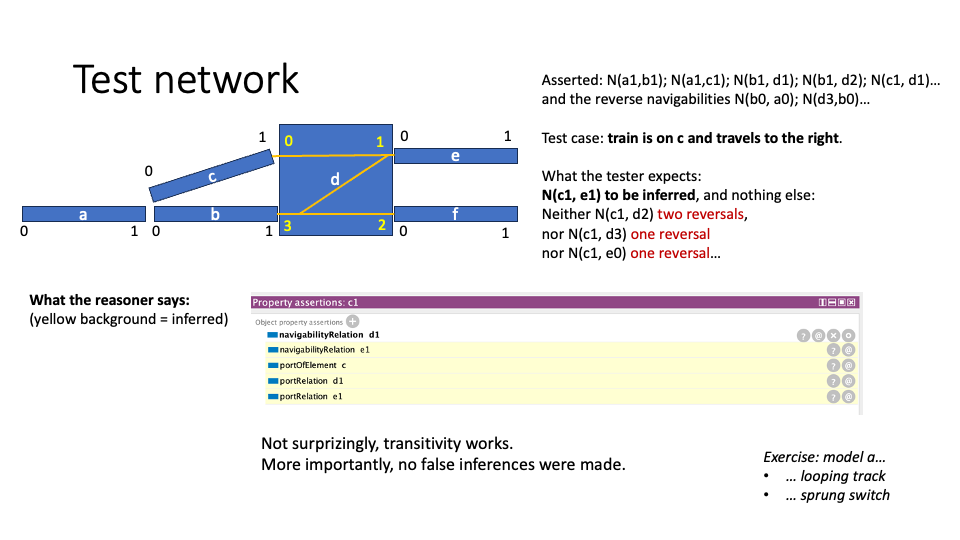 Test network
Asserted: N(a1,b1); N(a1,c1); N(b1, d1); N(b1, d2); N(c1, d1)…
and the reverse navigabilities N(b0, a0); N(d3,b0)…
Test case: train is on c and travels to the right.
What the tester expects:
N(c1, e1) to be inferred, and nothing else:
Neither N(c1, d2) two reversals,
nor N(c1, d3) one reversal
nor N(c1, e0) one reversal…
1
0
1
0
1
e
0
c
d
a
b
3
2
f
0
1
0
1
0
1
What the reasoner says:
(yellow background = inferred)
Property assertions: c1
Object property assertions
navigabilityRelation d1
navigabilityRelation e1
portOfElement c
portRelation d1
portRelation e1
Not surprizingly, transitivity works.
More importantly, no false inferences were made.
Exercise: model a…
• … looping track
• … sprung switch